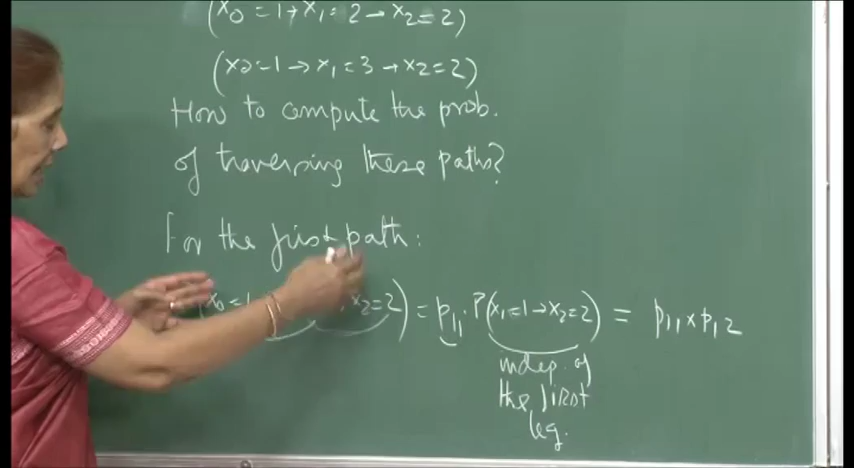 (x₀ = 1 → x₁ = 2 → x₂ = 2)
(x₀ = 1 → x₁ = 3 → x₂ = 2)
How to compute the prob.
of traversing these paths?
For the first path:
(x₀ = 1 x₂ = 2) = p₁₁ · P(x₁ = 1 → x₂ = 2) = p₁₁ × p₁₂
indep. of
the first
leg.